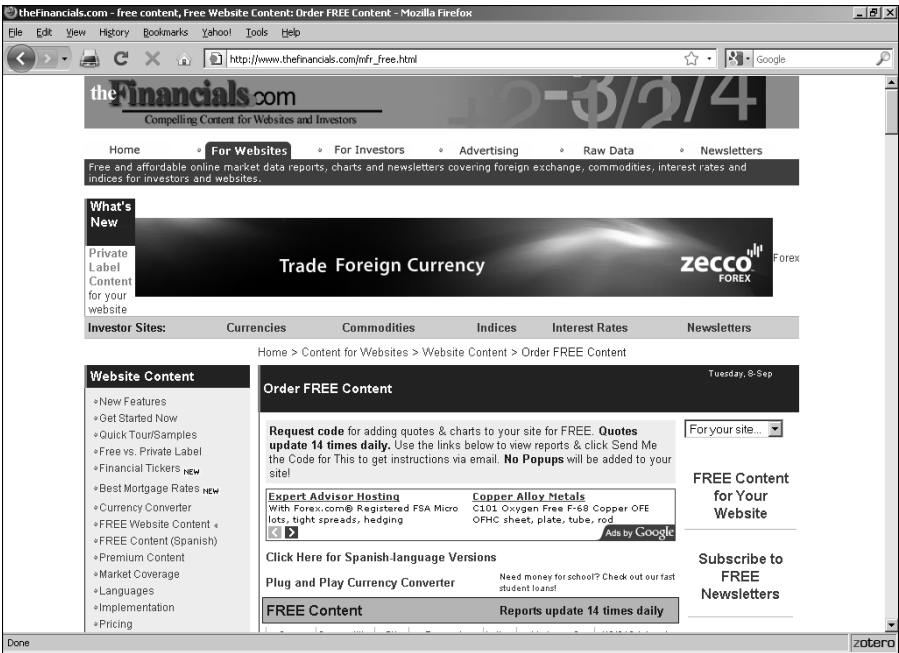 theFinancials.com - free content, Free Website Content: Order FREE Content - Mozilla Firefox
File Edit View History Bookmarks Yahoo! Tools Help
http://www.thefinancials.com/mfr_free.html
Google
theFinancials.com
Compelling Content for Websites and Investors
+2-3/2/4
Home For Websites For Investors Advertising Raw Data Newsletters
Free and affordable online market data reports, charts and newsletters covering foreign exchange, commodities, interest rates and
indices for investors and websites.
What's
New
Private
Label
Content
for your
website
Trade Foreign Currency
zecco
FOREX
Forex
Investor Sites: Currencies Commodities Indices Interest Rates Newsletters
Home > Content for Websites > Website Content > Order FREE Content
Website Content
New Features
Get Started Now
Quick Tour/Samples
Free vs. Private Label
Financial Tickers NEW
Best Mortgage Rates NEW
Currency Converter
FREE Website Content
FREE Content (Spanish)
Premium Content
Market Coverage
Languages
Implementation
Pricing
Order FREE Content
Tuesday, 8-Sep
Request code for adding quotes & charts to your site for FREE. Quotes
update 14 times daily. Use the links below to view reports & click Send Me
the Code for This to get instructions via email. No Popups will be added to your
site!
Expert Advisor Hosting
With Forex.com® Registered FSA Micro
lots, tight spreads, hedging
Copper Alloy Metals
C101 Oxygen Free F-68 Copper OFE
OFHC sheet, plate, tube, rod
Ads by Google
Click Here for Spanish-language Versions
Plug and Play Currency Converter
Need money for school? Check out our fast
student loans!
FREE Content Reports update 14 times daily
For your site...
FREE Content
for Your
Website
Subscribe to
FREE
Newsletters
Done
zotero